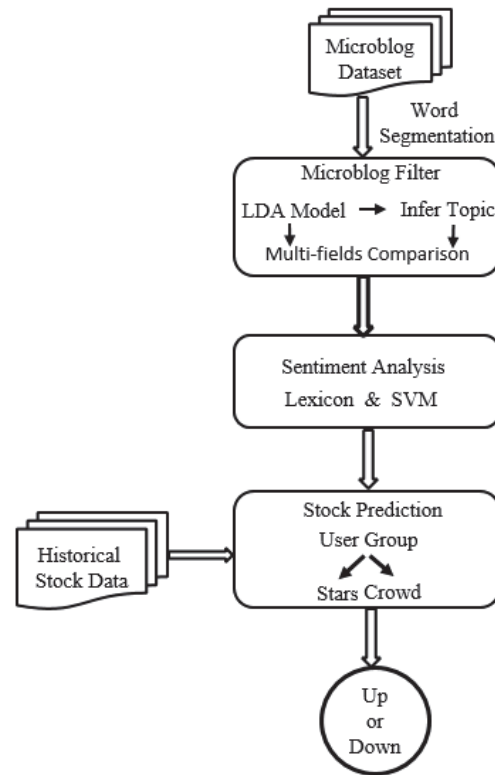 Microblog
Dataset
Word
Segmentation
Microblog Filter
LDA Model Infer Topic
Multi-fields Comparison
Sentiment Analysis
Lexicon & SVM
Stock Prediction
User Group
Stars Crowd
Historical
Stock Data
Up
or
Down